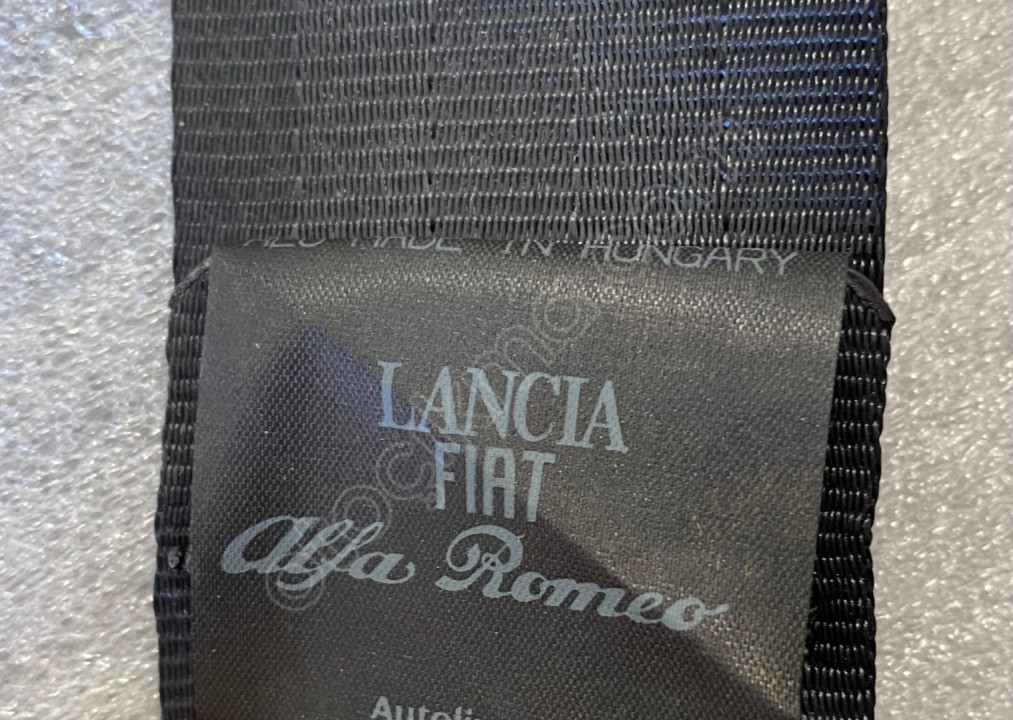 MADE IN HUNGARY
LANCIA
FIAT
Alfa Romeo